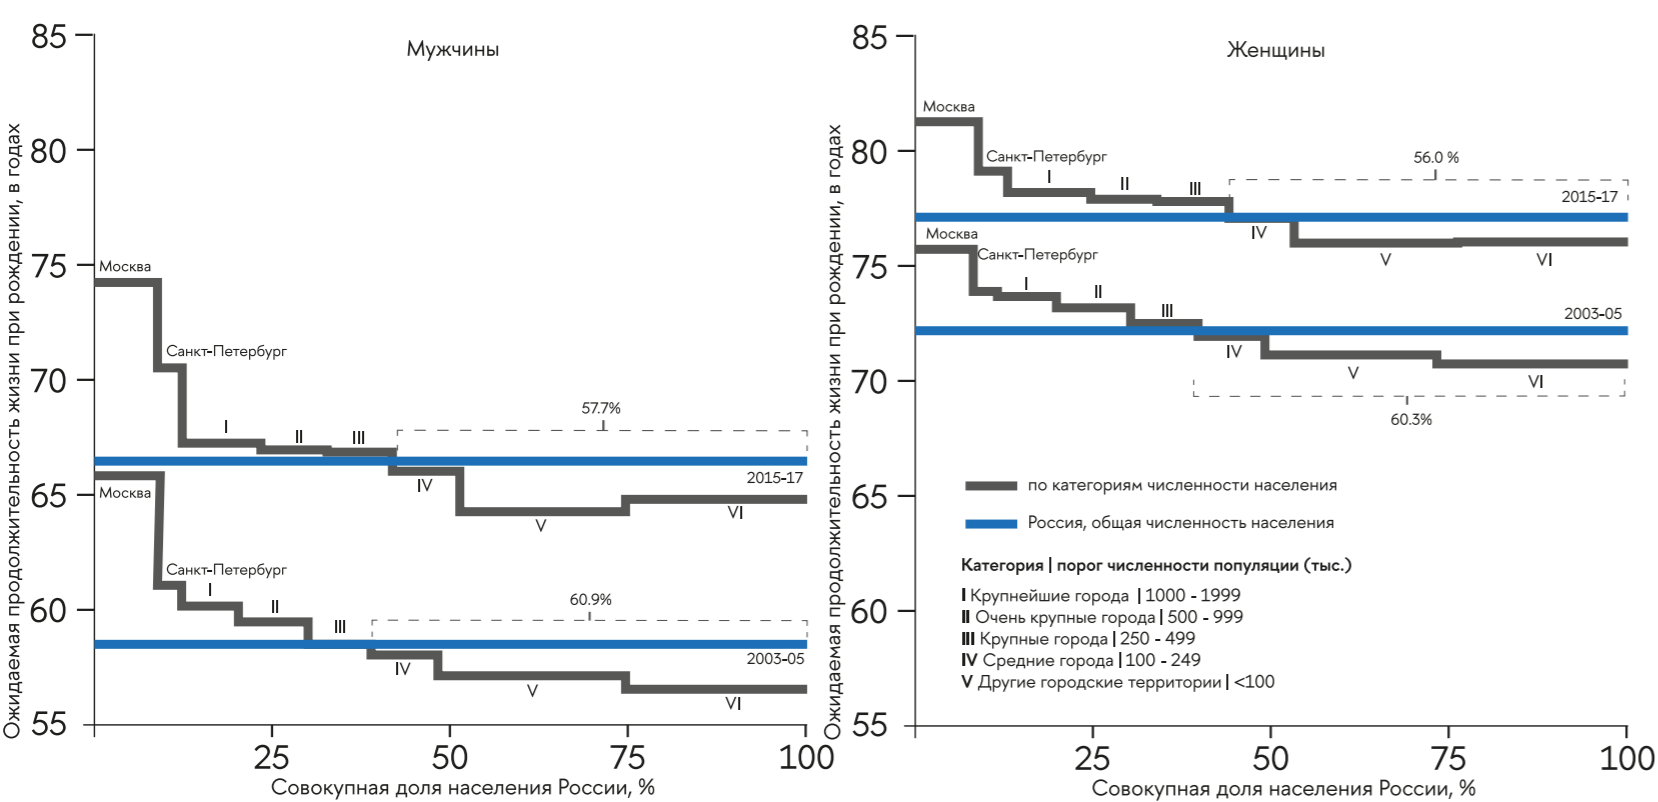 Мужчины
Ожидаемая продолжительность жизни при рождении, в годах
85
80
75
70
65
60
55
Москва
Санкт-Петербург
I
II
III
57.7%
IV
V
VI
2015-17
Москва
Санкт-Петербург
I
II
III
60.9%
IV
V
VI
2003-05
25
50
75
100
Совокупная доля населения России, %
Женщины
Ожидаемая продолжительность жизни при рождении, в годах
85
80
75
70
65
60
55
Москва
Санкт-Петербург
I
II
III
56.0 %
2015-17
IV
V
VI
Москва
Санкт-Петербург
I
II
III
2003-05
IV
V
VI
60.3%
по категориям численности населения
Россия, общая численность населения
Категория | порог численности популяции (тыс.)
I Крупнейшие города | 1000 - 1999
II Очень крупные города | 500 - 999
III Крупные города | 250 - 499
IV Средние города | 100 - 249
V Другие городские территории | <100
25
50
75
100
Совокупная доля населения России, %